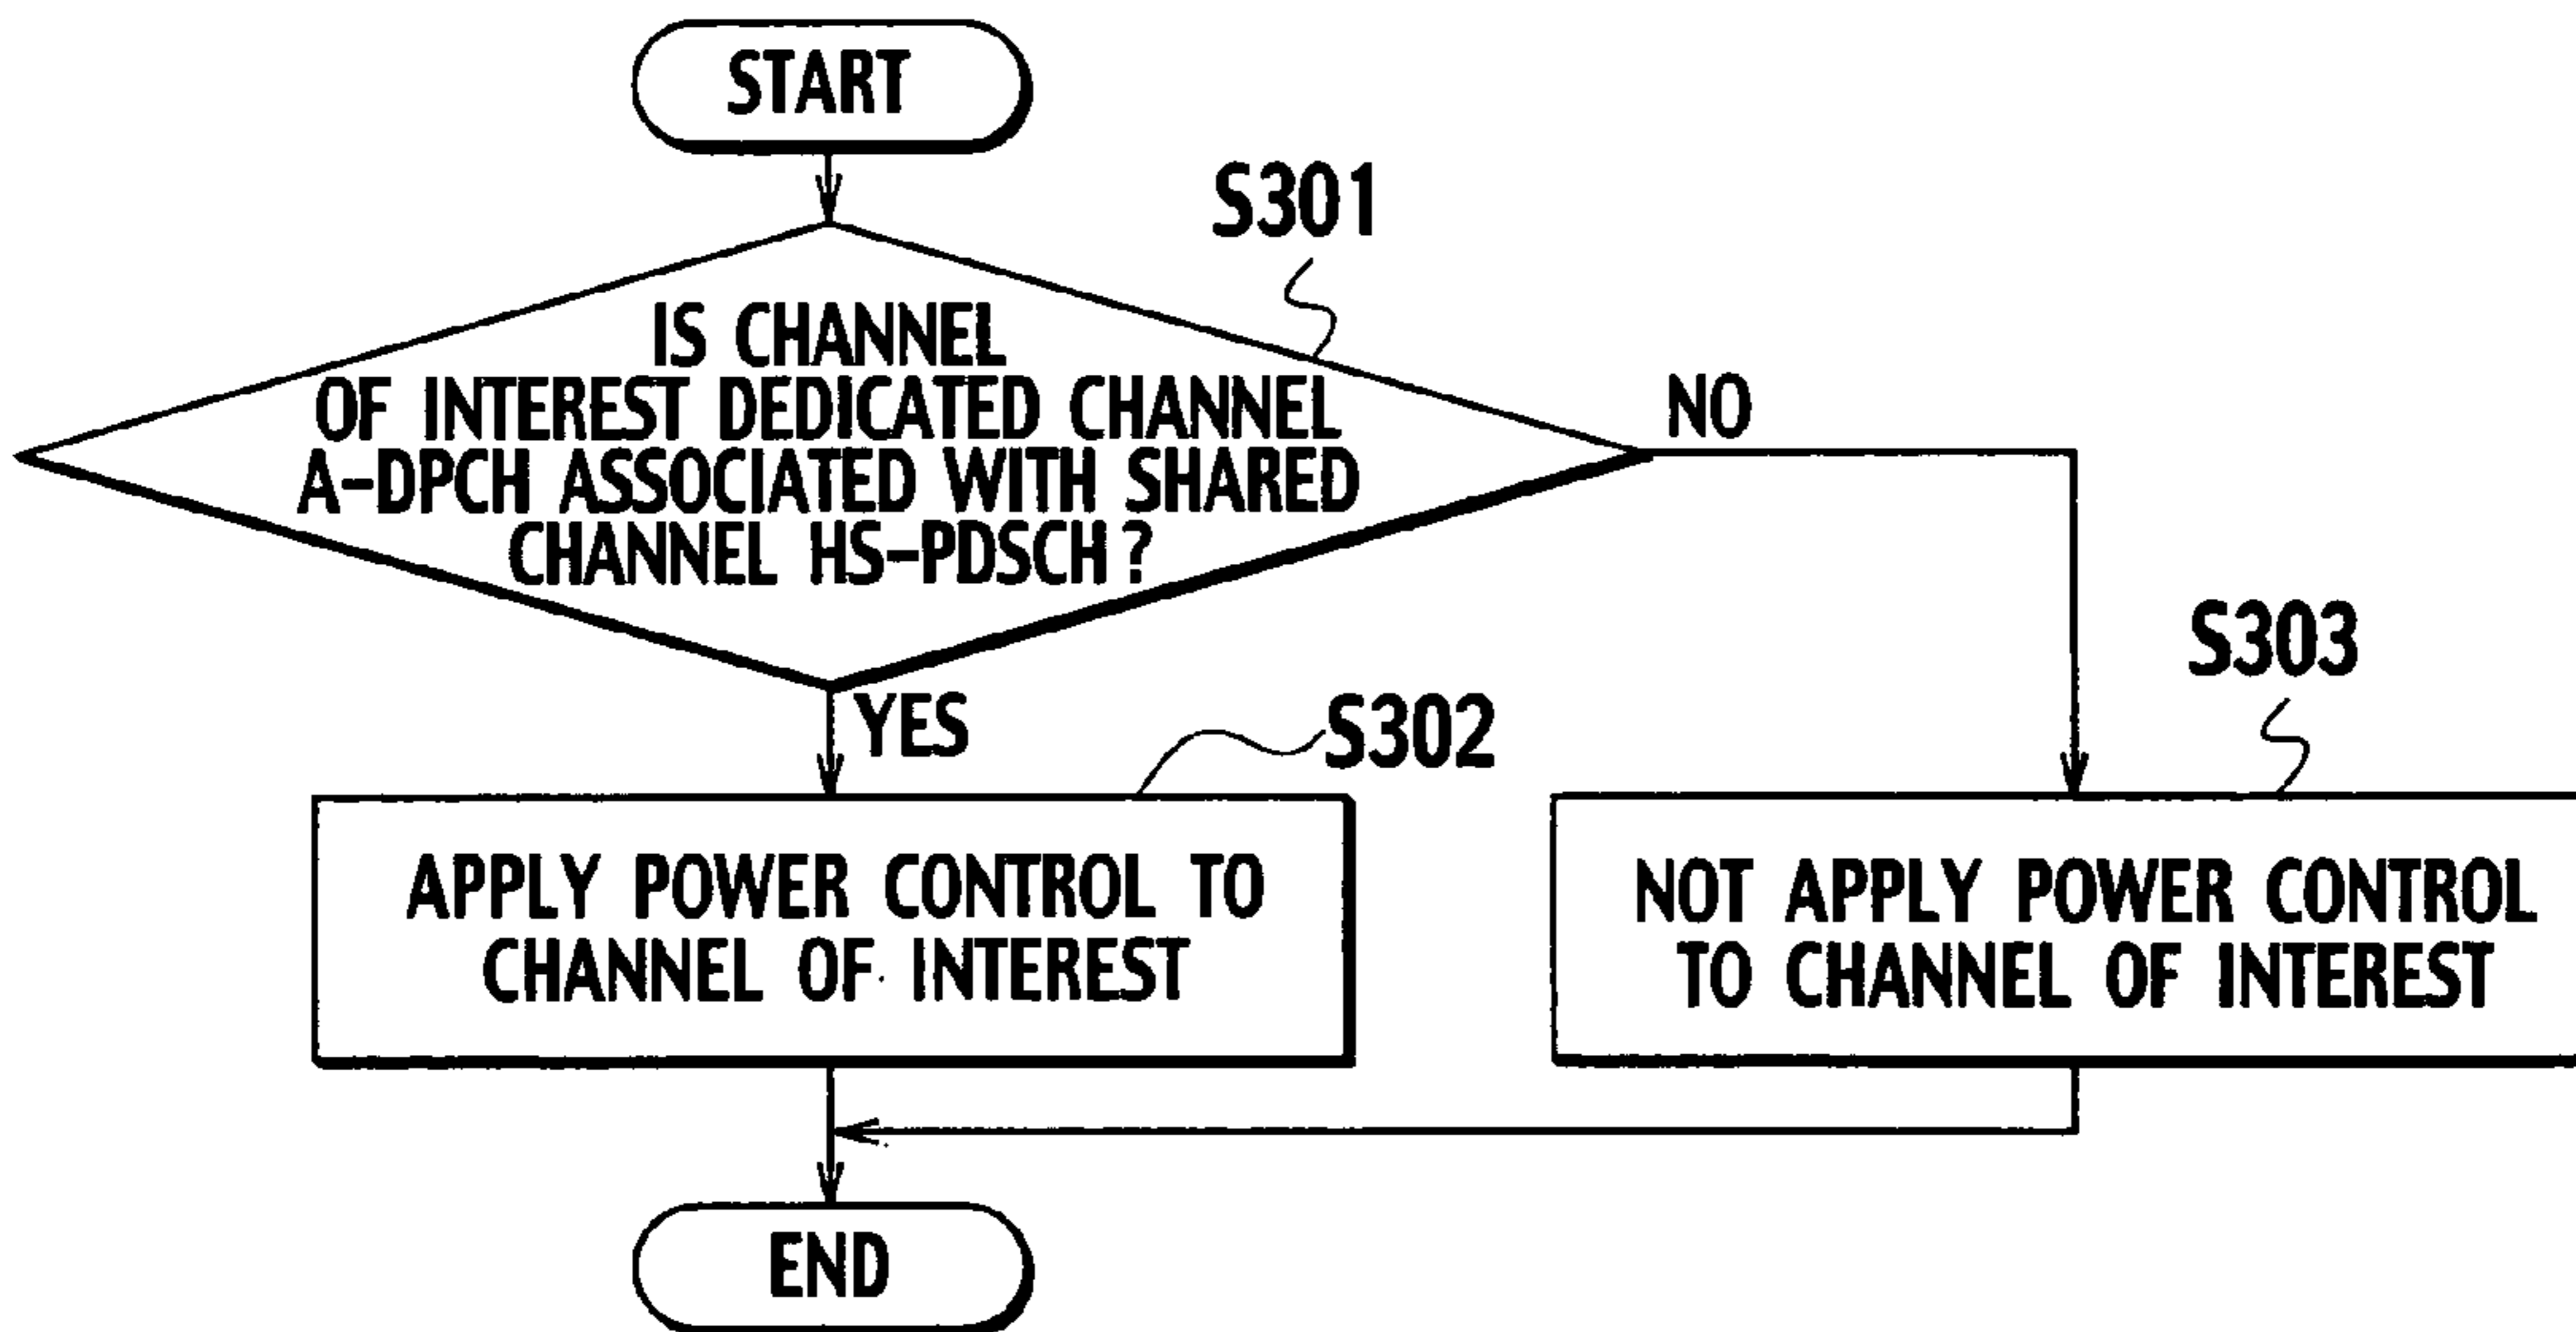 START
S301
IS CHANNEL
OF INTEREST DEDICATED CHANNEL
A-DPCH ASSOCIATED WITH SHARED
CHANNEL HS-PDSCH?
NO
YES
S302
S303
APPLY POWER CONTROL TO
CHANNEL OF INTEREST
NOT APPLY POWER CONTROL
TO CHANNEL OF INTEREST
END